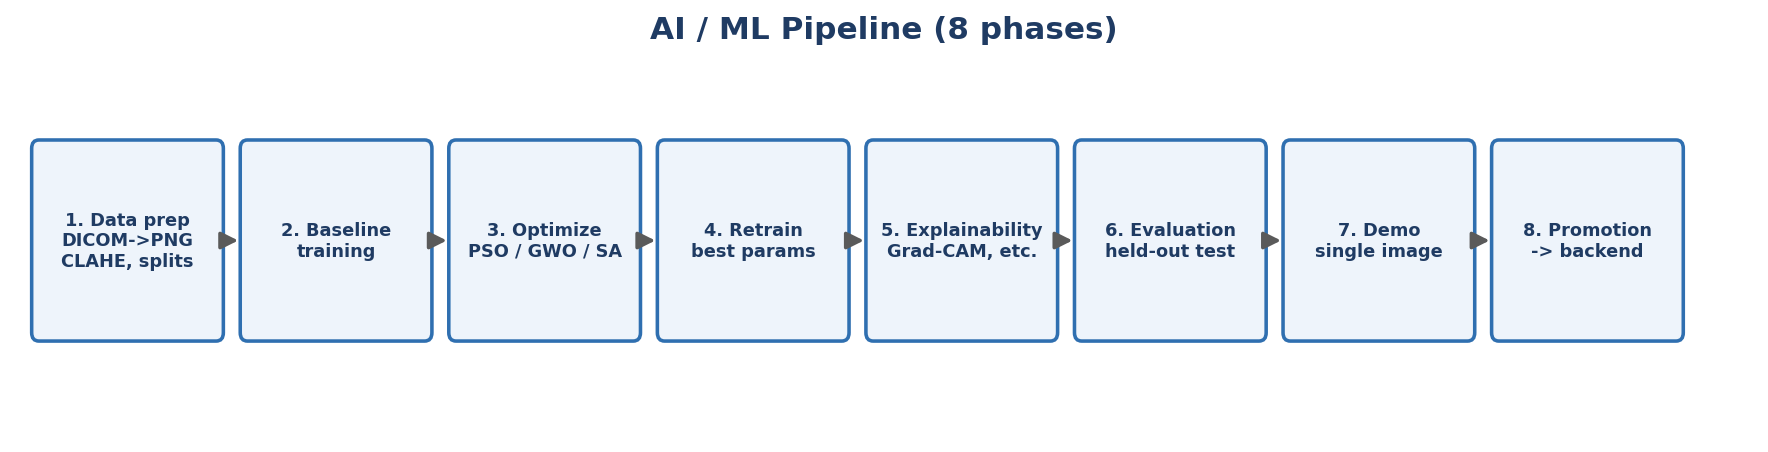 AI / ML Pipeline (8 phases)
1. Data prep
DICOM->PNG
CLAHE, splits
2. Baseline
training
3. Optimize
PSO / GWO / SA
4. Retrain
best params
5. Explainability
Grad-CAM, etc.
6. Evaluation
held-out test
7. Demo
single image
8. Promotion
-> backend